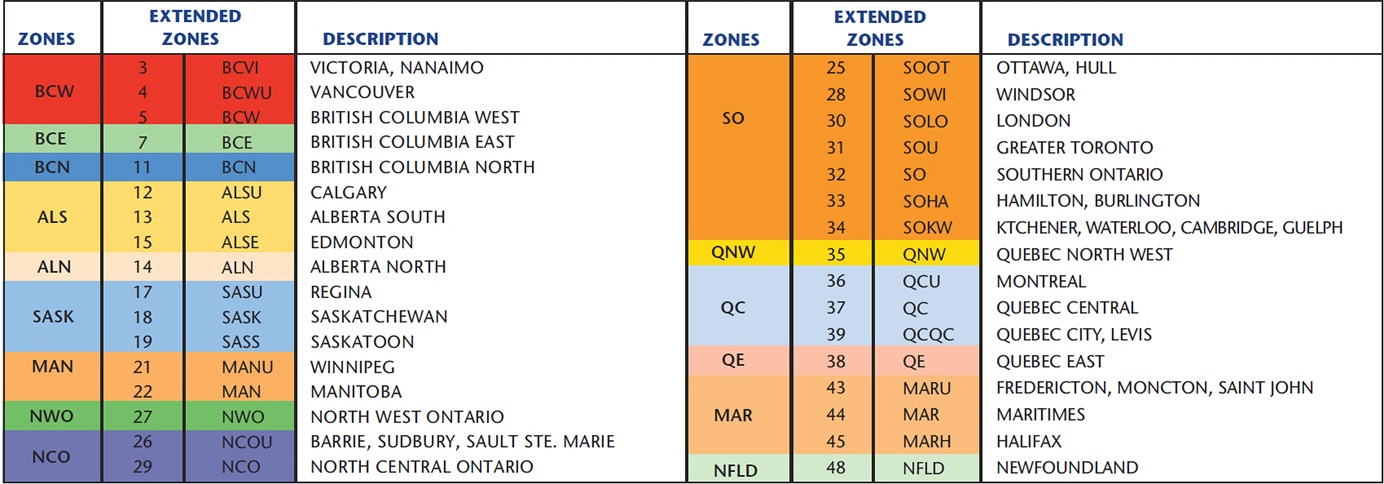 ZONES EXTENDED ZONES DESCRIPTION
BCW 3 BCVI VICTORIA, NANAIMO
4 BCWU VANCOUVER
5 BCW BRITISH COLUMBIA WEST
BCE 7 BCE BRITISH COLUMBIA EAST
BCN 11 BCN BRITISH COLUMBIA NORTH
ALS 12 ALSU CALGARY
13 ALS ALBERTA SOUTH
15 ALSE EDMONTON
ALN 14 ALN ALBERTA NORTH
SASK 17 SASU REGINA
18 SASK SASKATCHEWAN
19 SASS SASKATOON
MAN 21 MANU WINNIPEG
22 MAN MANITOBA
NWO 27 NWO NORTH WEST ONTARIO
NCO 26 NCOU BARRIE, SUDBURY, SAULT STE. MARIE
29 NCO NORTH CENTRAL ONTARIO
ZONES EXTENDED ZONES DESCRIPTION
SO 25 SOOT OTTAWA, HULL
28 SOWI WINDSOR
30 SOLO LONDON
31 SOU GREATER TORONTO
32 SO SOUTHERN ONTARIO
33 SOHA HAMILTON, BURLINGTON
34 SOKW KTCHENER, WATERLOO, CAMBRIDGE, GUELPH
QNW 35 QNW QUEBEC NORTH WEST
QC 36 QCU MONTREAL
37 QC QUEBEC CENTRAL
39 QCQC QUEBEC CITY, LEVIS
QE 38 QE QUEBEC EAST
MAR 43 MARU FREDERICTON, MONCTON, SAINT JOHN
44 MAR MARITIMES
45 MARH HALIFAX
NFLD 48 NFLD NEWFOUNDLAND